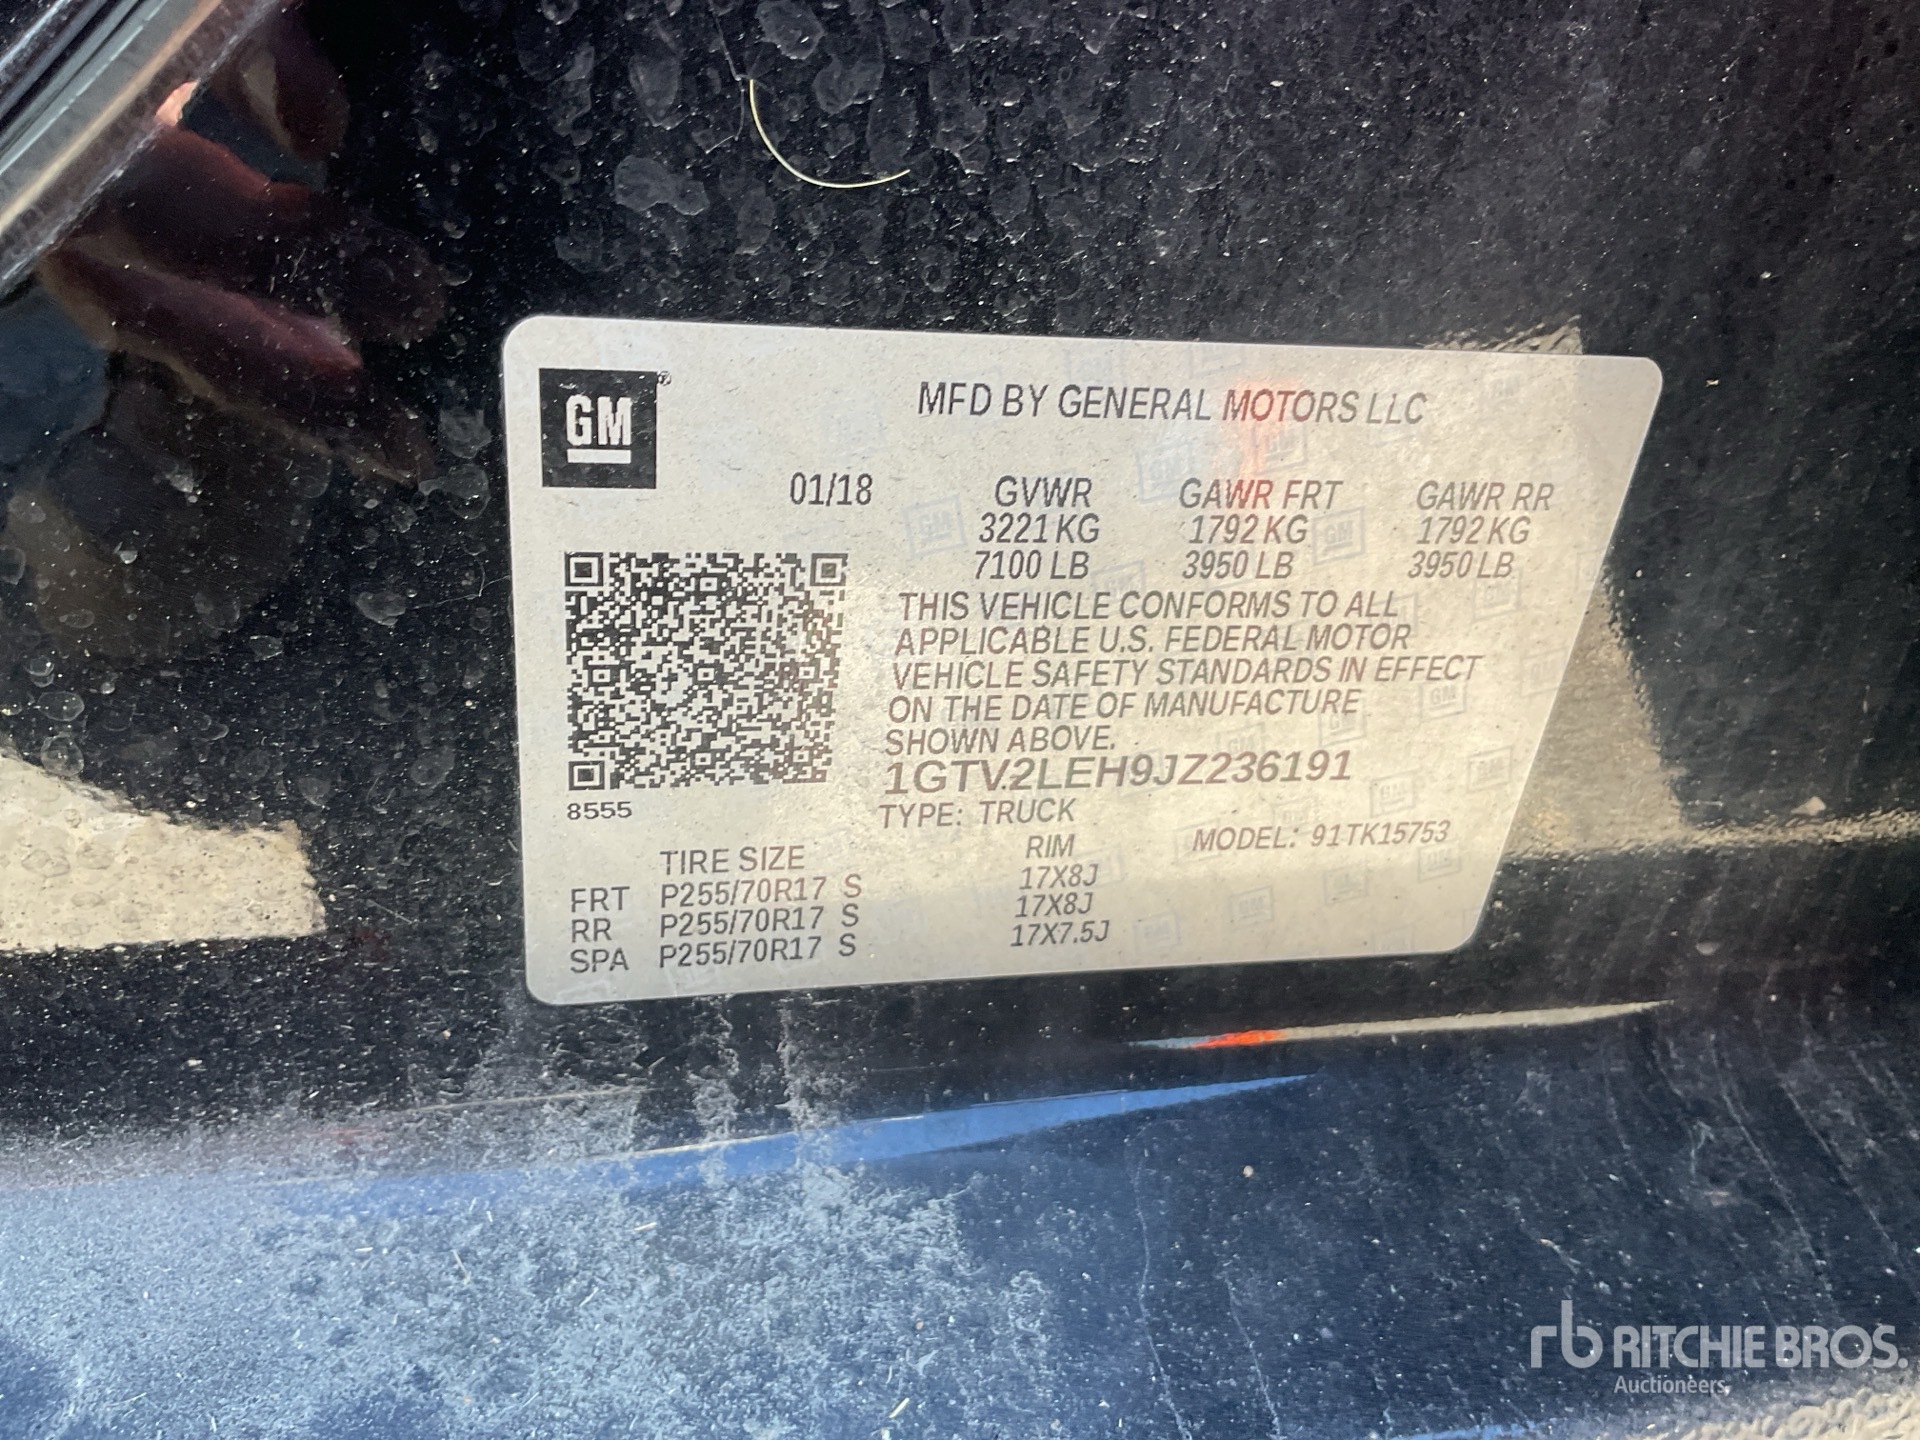 GM®
MFD BY GENERAL MOTORS LLC
01/18 GVWR GAWR FRT GAWR RR
3221 KG 1792 KG 1792 KG
7100 LB 3950 LB 3950 LB
THIS VEHICLE CONFORMS TO ALL
APPLICABLE U.S. FEDERAL MOTOR
VEHICLE SAFETY STANDARDS IN EFFECT
ON THE DATE OF MANUFACTURE
SHOWN ABOVE.
1GTV2LEH9JZ236191
8555
TYPE: TRUCK
MODEL: 91TK15753
TIRE SIZE RIM
FRT P255/70R17 S 17X8J
RR P255/70R17 S 17X8J
SPA P255/70R17 S 17X7.5J
rb RITCHIE BROS.
Auctioneers